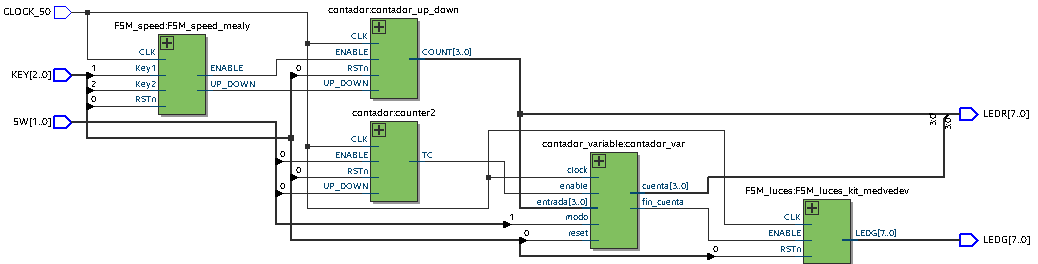 CLOCK_50
KEY[2..0]
SW[1..0]
FSM_speed:FSM_speed_mealy
CLK
1 Key1 ENABLE
2 Key2 UP_DOWN
0 RSTn
contador:contador_up_down
CLK
ENABLE COUNT[3..0]
0 RSTn
UP_DOWN
contador:counter2
CLK
0 ENABLE TC
0 RSTn
0 UP_DOWN
contador_variable:contador_var
clock
enable cuenta[3..0]
entrada[3..0] fin_cuenta
1 modo
0 reset
FSM_luces:FSM_luces_kit_medvedev
CLK
ENABLE LEDG[7..0]
0 RSTn
3:0
3:0
LEDR[7..0]
LEDG[7..0]